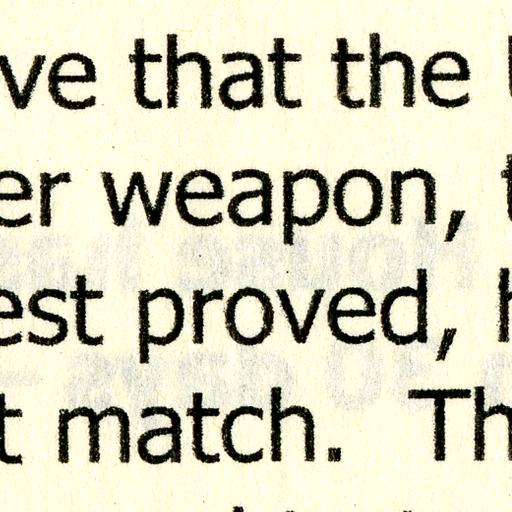 ve that the
er weapon, t
est proved, h
t match. Th